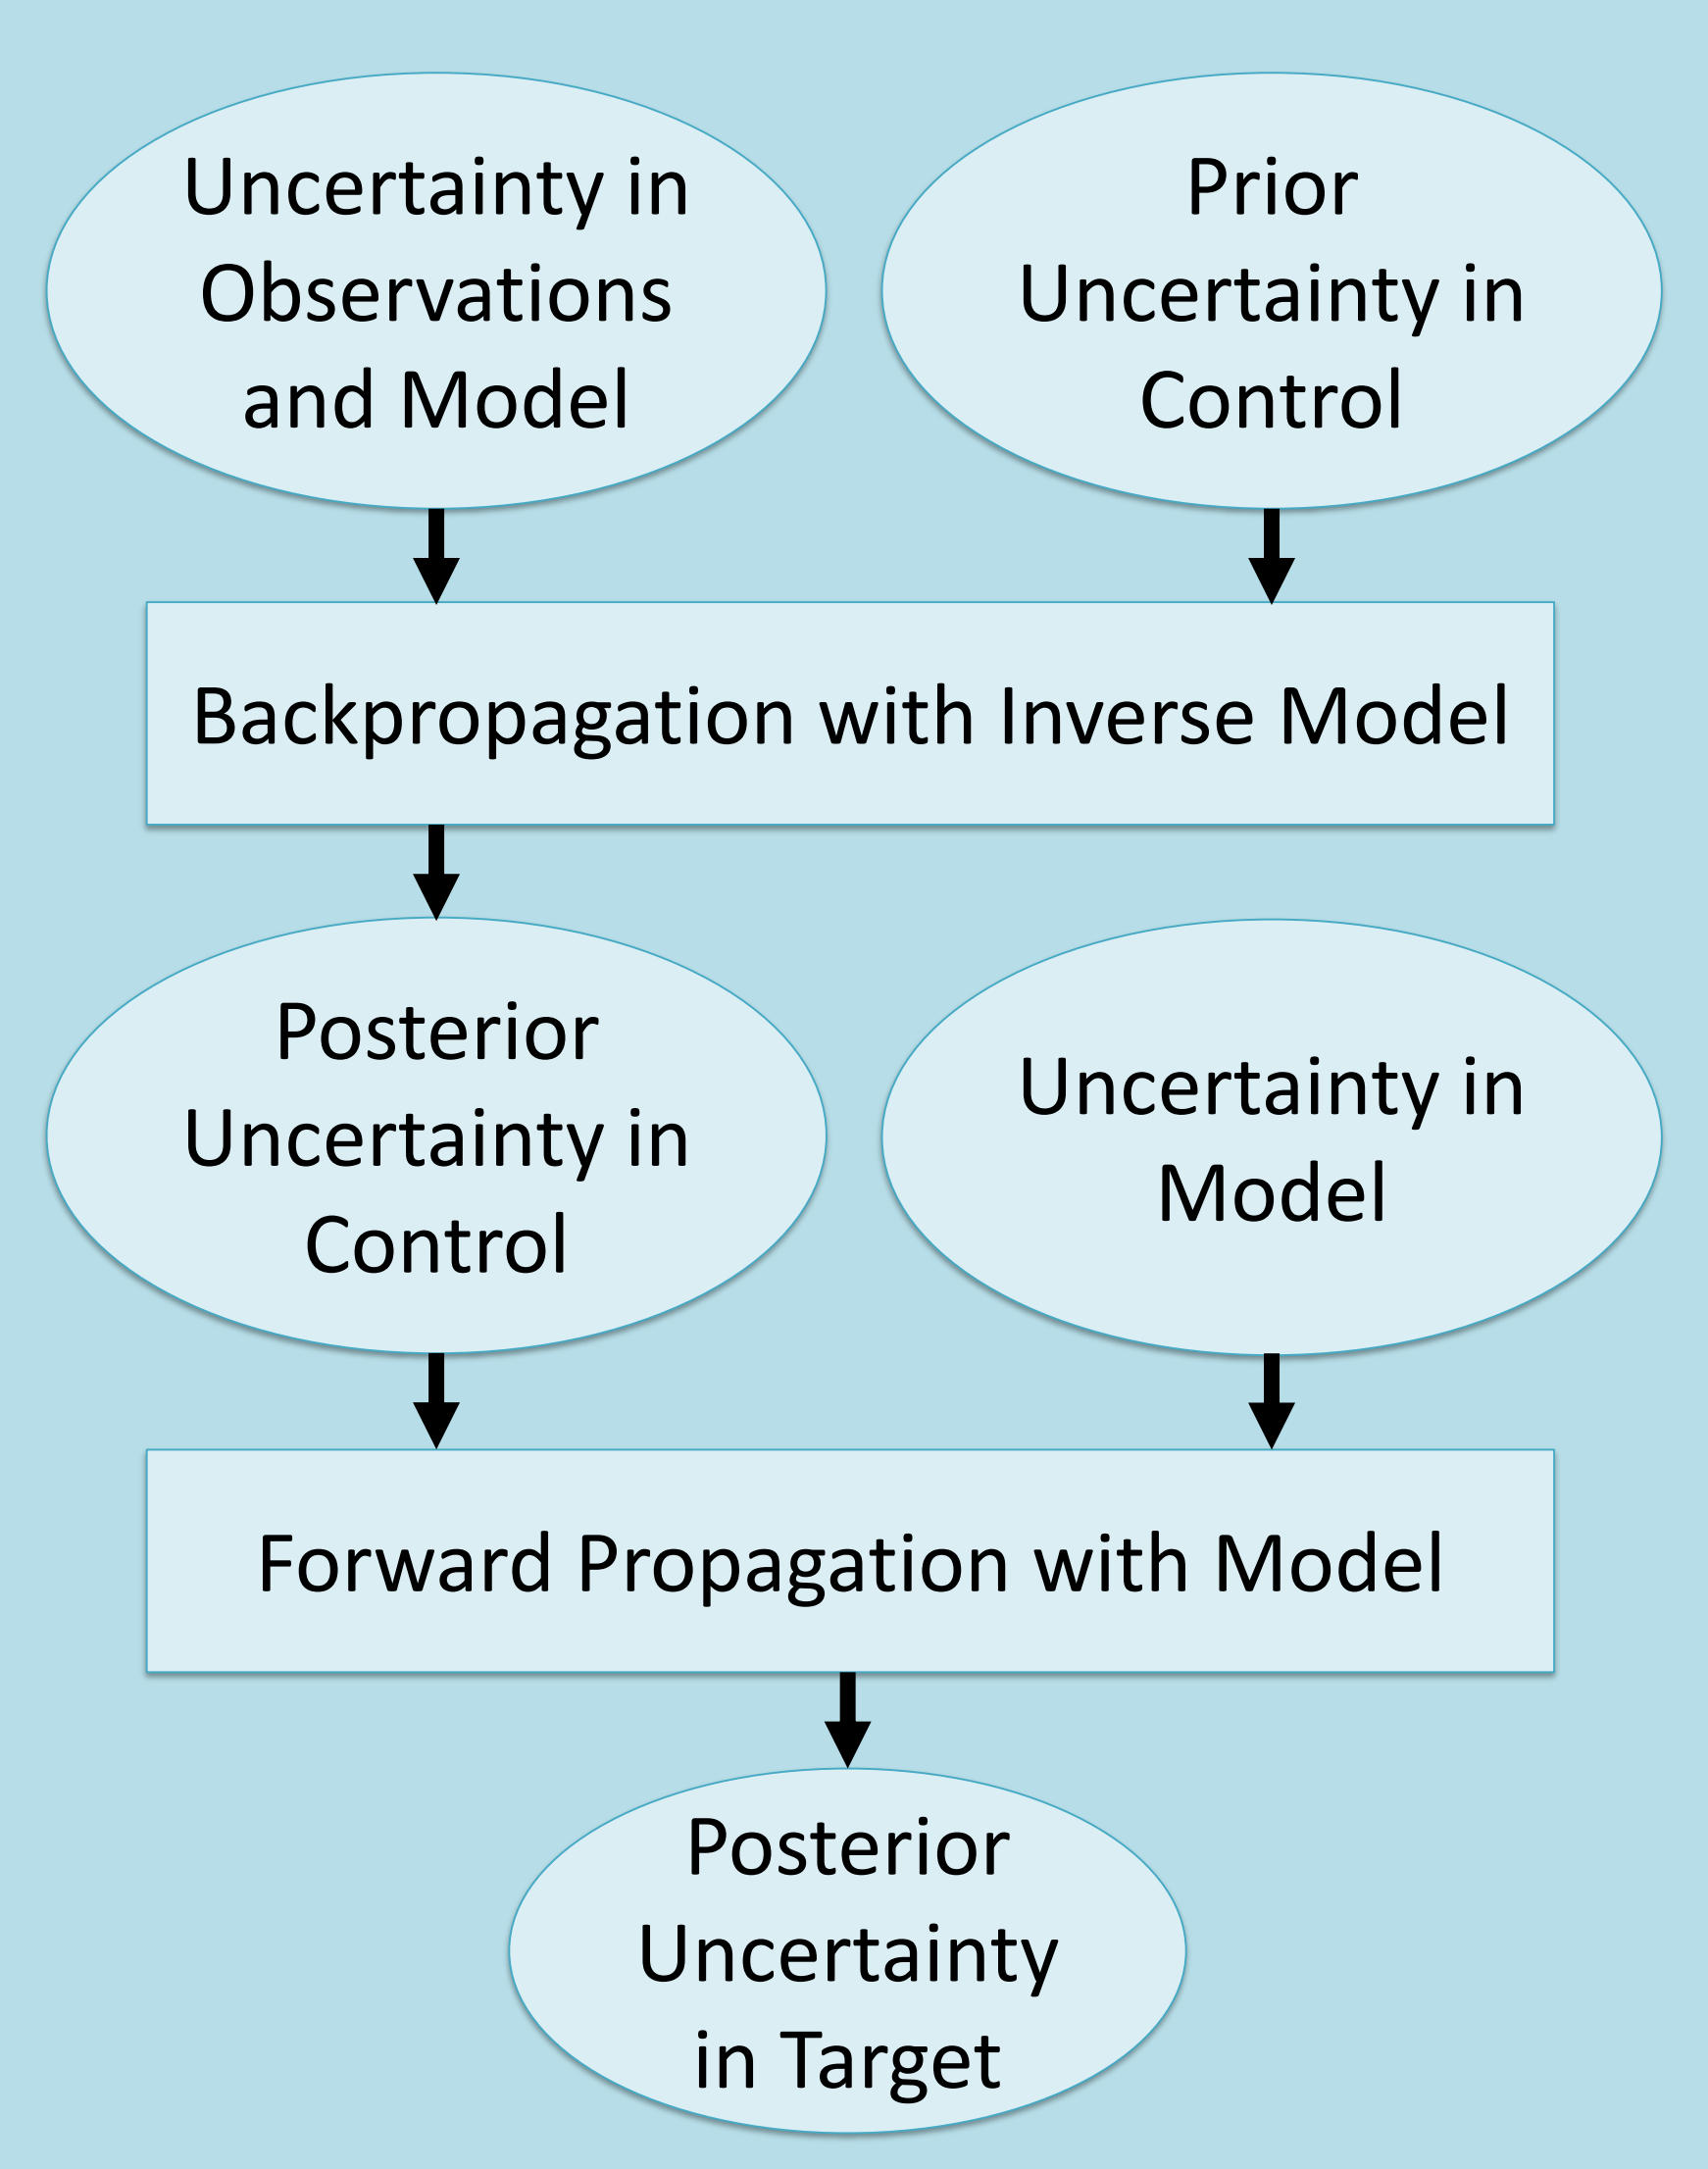 Uncertainty in
Observations
and Model
Prior
Uncertainty in
Control
Backpropagation with Inverse Model
Posterior
Uncertainty in
Control
Uncertainty in
Model
Forward Propagation with Model
Posterior
Uncertainty
in Target